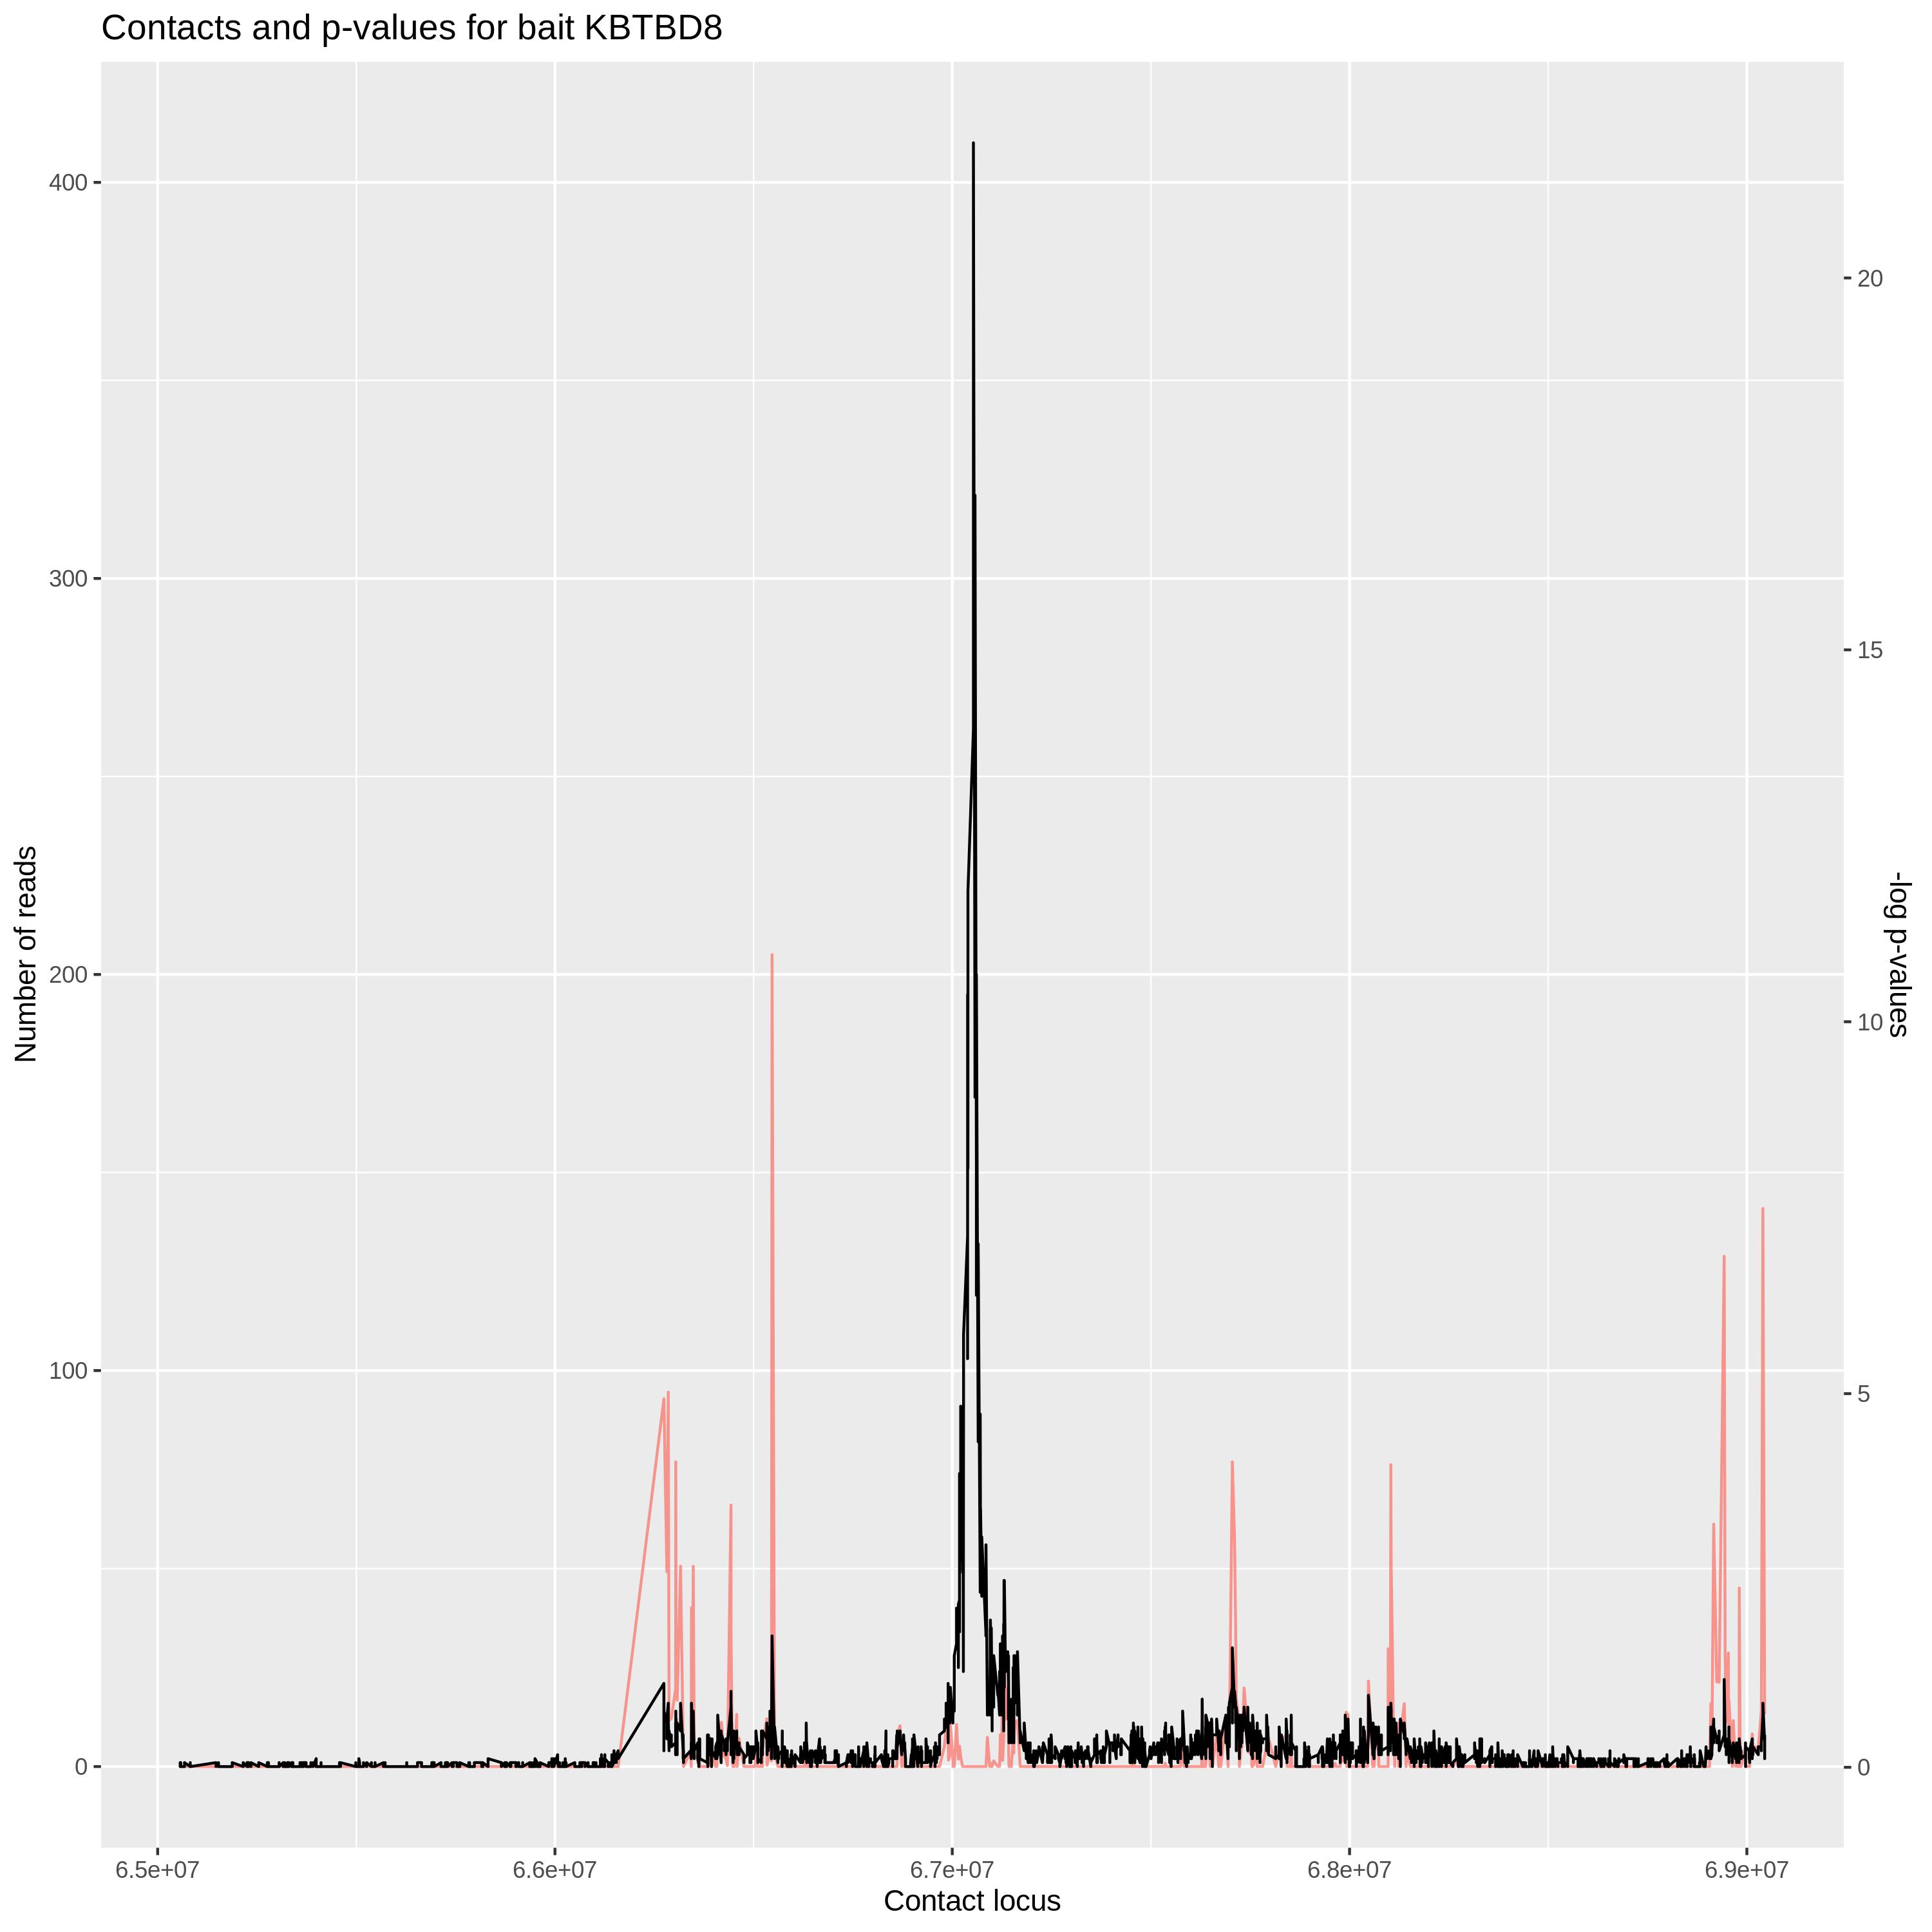 Contacts and p-values for bait KBTBD8
400
300
200
100
0
Number of reads
20
15
10
5
0
-log p-values
6.5e+07 6.6e+07 6.7e+07 6.8e+07 6.9e+07
Contact locus